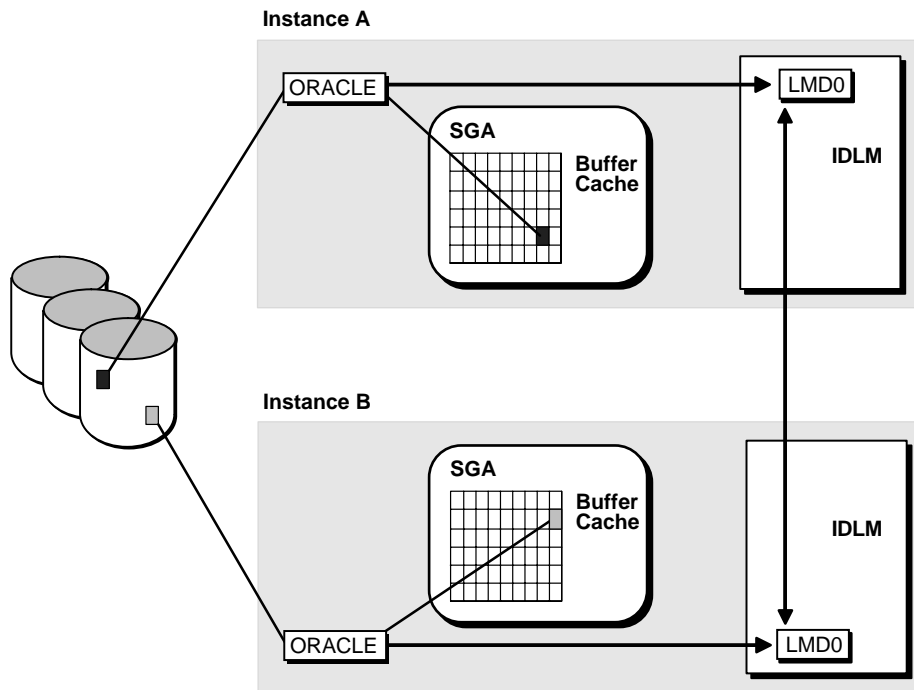 Instance A
ORACLE
LMD0
SGA
Buffer
Cache
IDLM
Instance B
SGA
Buffer
Cache
IDLM
ORACLE
LMD0